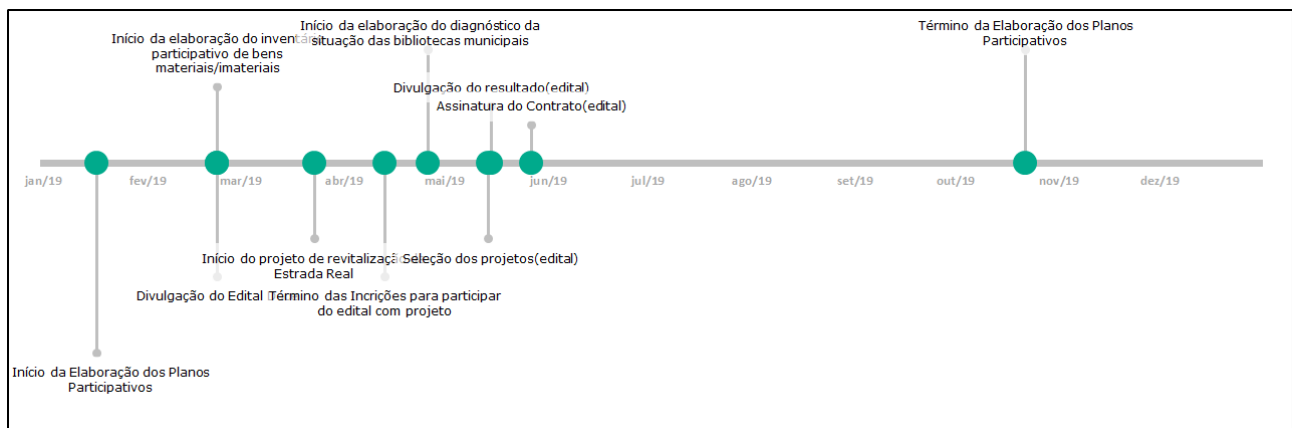 Início da elaboração do inventário
participativo de bens
materiais/imateriais
Início da elaboração do diagnóstico da
situação das bibliotecas municipais
Divulgação do resultado(edital)
Assinatura do Contrato(edital)
Término da Elaboração dos Planos
Participativos
jan/19
fev/19
mar/19
abr/19
mai/19
jun/19
jul/19
ago/19
set/19
out/19
nov/19
dez/19
Início do projeto de revitalização
Estrada Real
Seleção dos projetos(edital)
Divulgação do Edital
Término das Incrições para participar
do edital com projeto
Início da Elaboração dos Planos
Participativos